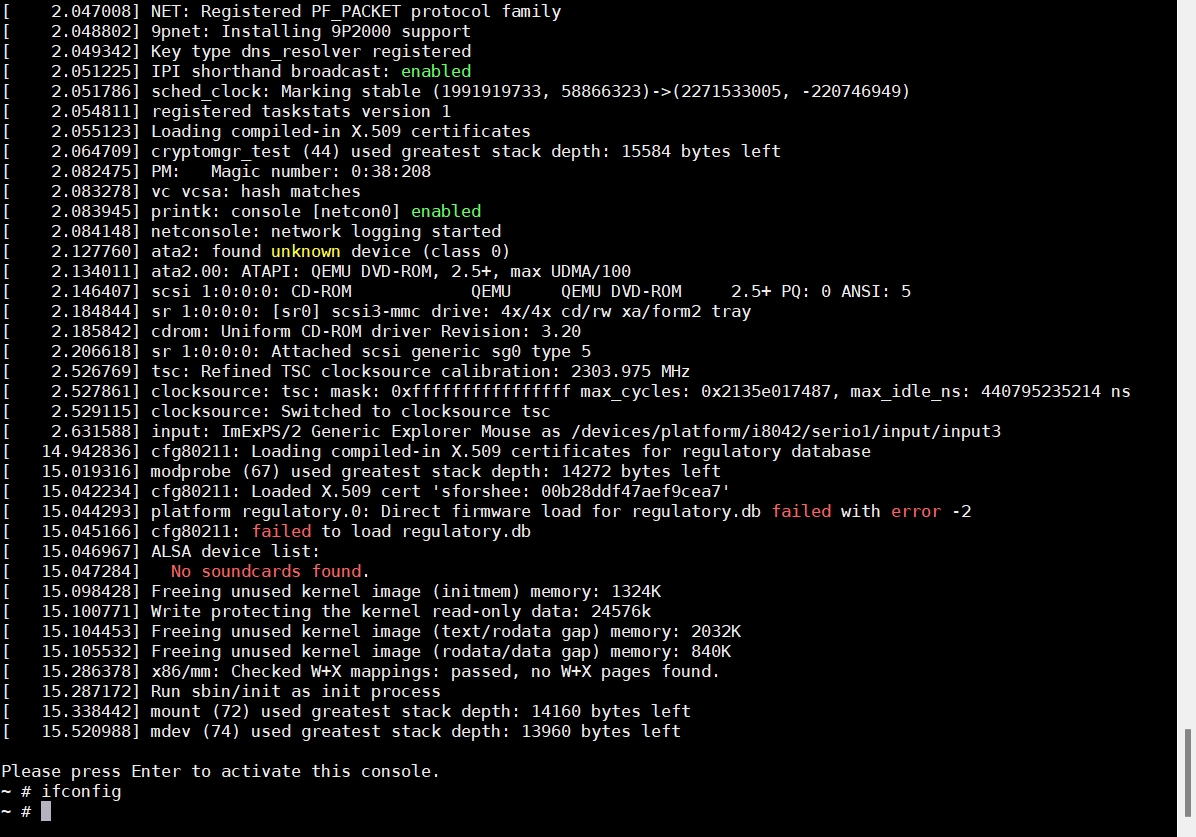 [    2.047008] NET: Registered PF_PACKET protocol family
[    2.048802] 9pnet: Installing 9P2000 support
[    2.049342] Key type dns_resolver registered
[    2.051225] IPI shorthand broadcast: enabled
[    2.051786] sched_clock: Marking stable (1991919733, 58866323)->(2271533005, -220746949)
[    2.054811] registered taskstats version 1
[    2.055123] Loading compiled-in X.509 certificates
[    2.064709] cryptomgr_test (44) used greatest stack depth: 15584 bytes left
[    2.082475] PM:   Magic number: 0:38:208
[    2.083278] vc vcsa: hash matches
[    2.083945] printk: console [netcon0] enabled
[    2.084148] netconsole: network logging started
[    2.127760] ata2: found unknown device (class 0)
[    2.134011] ata2.00: ATAPI: QEMU DVD-ROM, 2.5+, max UDMA/100
[    2.146407] scsi 1:0:0:0: CD-ROM            QEMU     QEMU DVD-ROM     2.5+ PQ: 0 ANSI: 5
[    2.184844] sr 1:0:0:0: [sr0] scsi3-mmc drive: 4x/4x cd/rw xa/form2 tray
[    2.185842] cdrom: Uniform CD-ROM driver Revision: 3.20
[    2.206618] sr 1:0:0:0: Attached scsi generic sg0 type 5
[    2.526769] tsc: Refined TSC clocksource calibration: 2303.975 MHz
[    2.527861] clocksource: tsc: mask: 0xffffffffffffffff max_cycles: 0x2135e017487, max_idle_ns: 440795235214 ns
[    2.529115] clocksource: Switched to clocksource tsc
[    2.631588] input: ImExPS/2 Generic Explorer Mouse as /devices/platform/i8042/serio1/input/input3
[   14.942836] cfg80211: Loading compiled-in X.509 certificates for regulatory database
[   15.019316] modprobe (67) used greatest stack depth: 14272 bytes left
[   15.042234] cfg80211: Loaded X.509 cert 'sforshee: 00b28ddf47aef9cea7'
[   15.044293] platform regulatory.0: Direct firmware load for regulatory.db failed with error -2
[   15.045166] cfg80211: failed to load regulatory.db
[   15.046967] ALSA device list:
[   15.047284]   No soundcards found.
[   15.098428] Freeing unused kernel image (initmem) memory: 1324K
[   15.100771] Write protecting the kernel read-only data: 24576k
[   15.104453] Freeing unused kernel image (text/rodata gap) memory: 2032K
[   15.105532] Freeing unused kernel image (rodata/data gap) memory: 840K
[   15.286378] x86/mm: Checked W+X mappings: passed, no W+X pages found.
[   15.287172] Run sbin/init as init process
[   15.338442] mount (72) used greatest stack depth: 14160 bytes left
[   15.520988] mdev (74) used greatest stack depth: 13960 bytes left

Please press Enter to activate this console.
~ # ifconfig
~ #